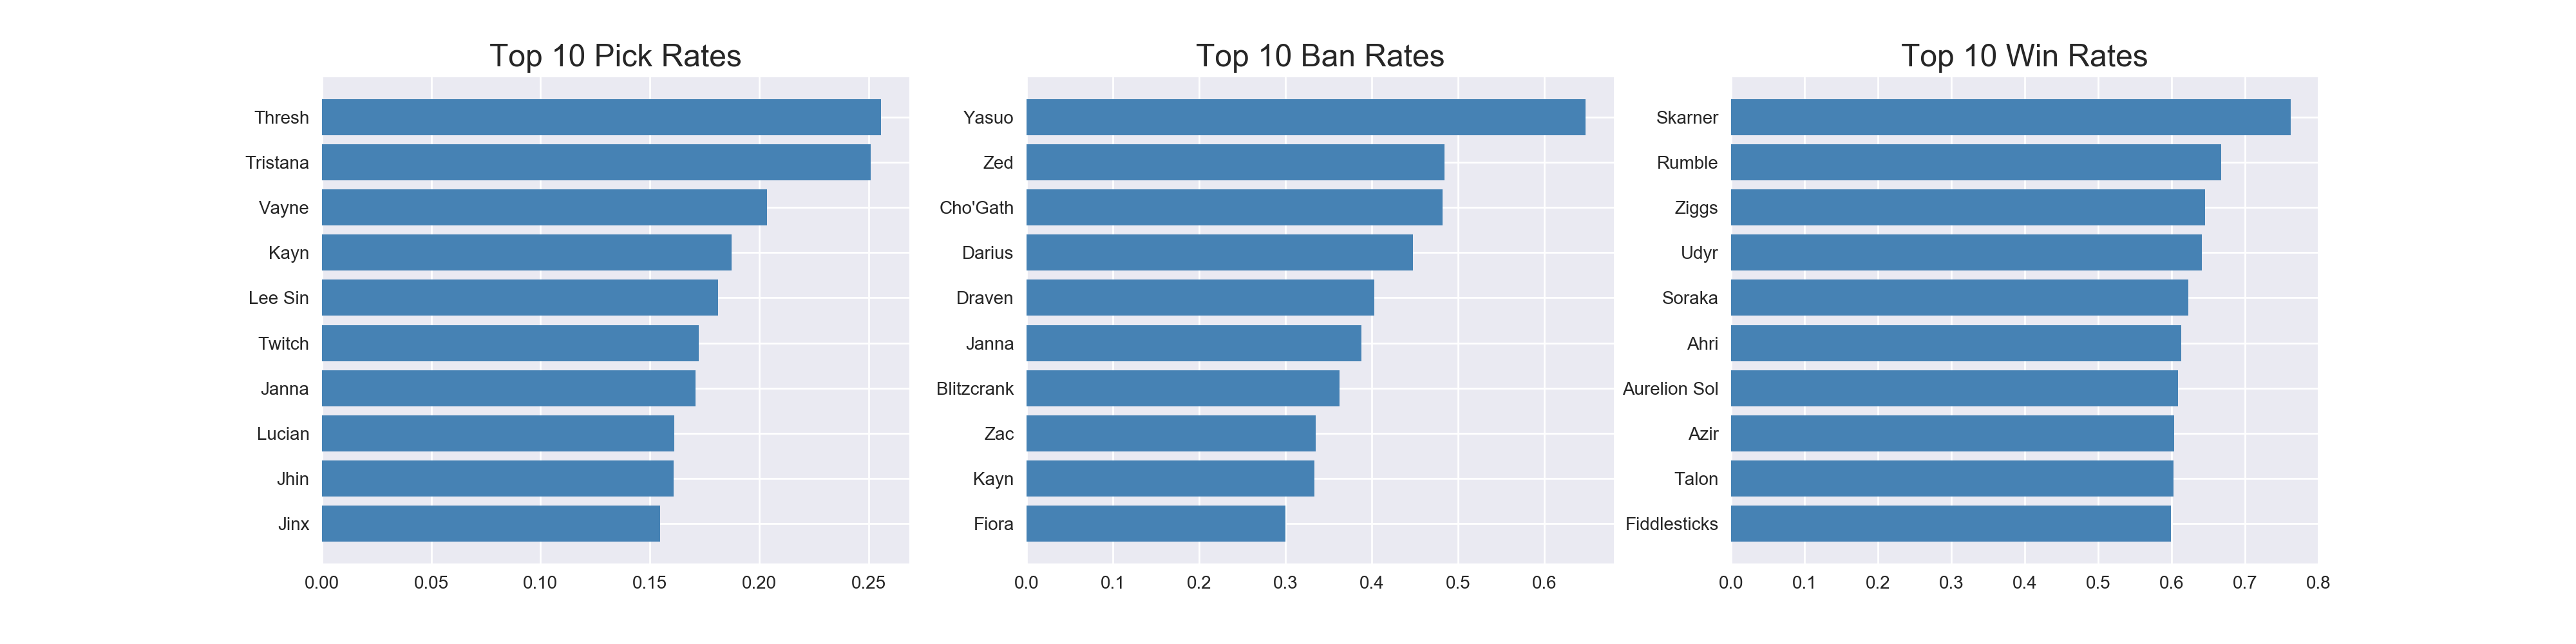 Top 10 Pick Rates
Thresh
Tristana
Vayne
Kayn
Lee Sin
Twitch
Janna
Lucian
Jhin
Jinx
0.00 0.05 0.10 0.15 0.20 0.25
Top 10 Ban Rates
Yasuo
Zed
Cho'Gath
Darius
Draven
Janna
Blitzcrank
Zac
Kayn
Fiora
0.0 0.1 0.2 0.3 0.4 0.5 0.6
Top 10 Win Rates
Skarner
Rumble
Ziggs
Udyr
Soraka
Ahri
Aurelion Sol
Azir
Talon
Fiddlesticks
0.0 0.1 0.2 0.3 0.4 0.5 0.6 0.7 0.8